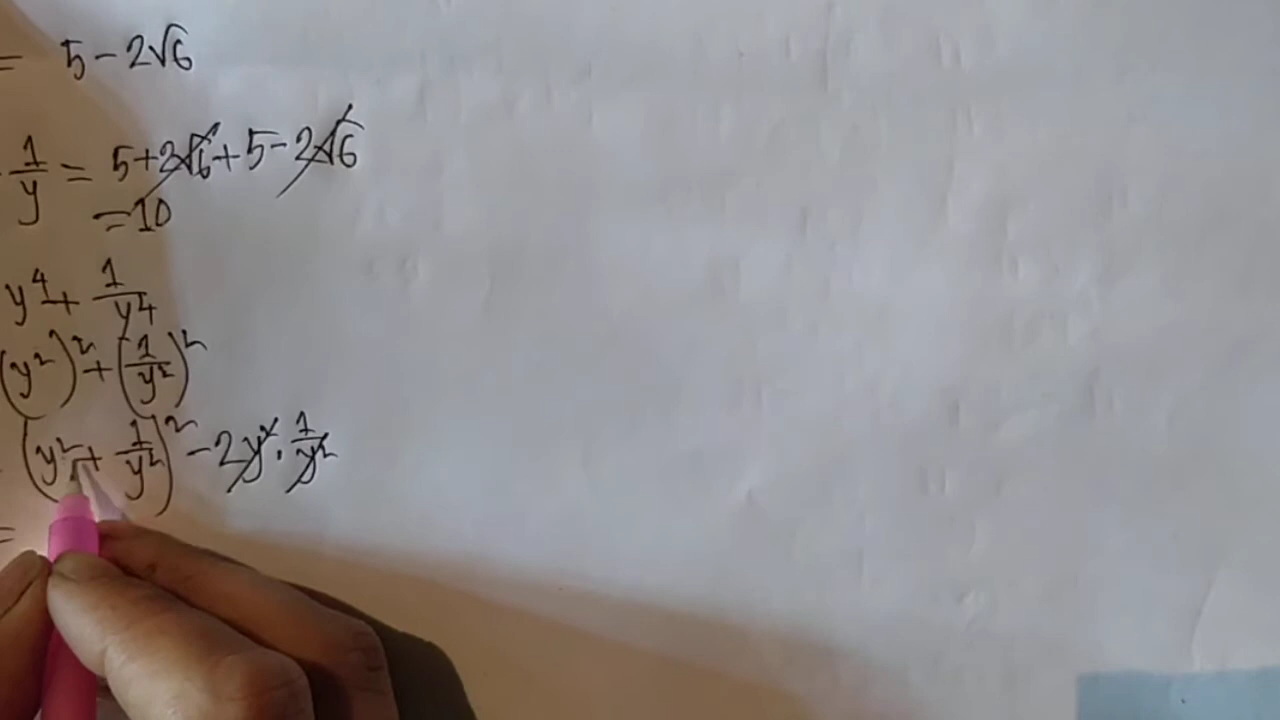 = 5-2√6
1/y = 5+2√6+5-2√6
=10
y⁴+ 1/y⁴
(y²)²+(1/y²)²
(y²+ 1/y²)²-2y²·1/y²
=